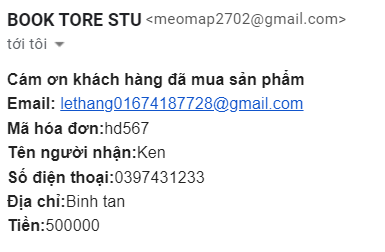 BOOK TORE STU <meomap2702@gmail.com>
tới tôi
Cám ơn khách hàng đã mua sản phẩm
Email: lethang01674187728@gmail.com
Mã hóa đơn:hd567
Tên người nhận:Ken
Số điện thoại:0397431233
Địa chỉ:Binh tan
Tiền:500000